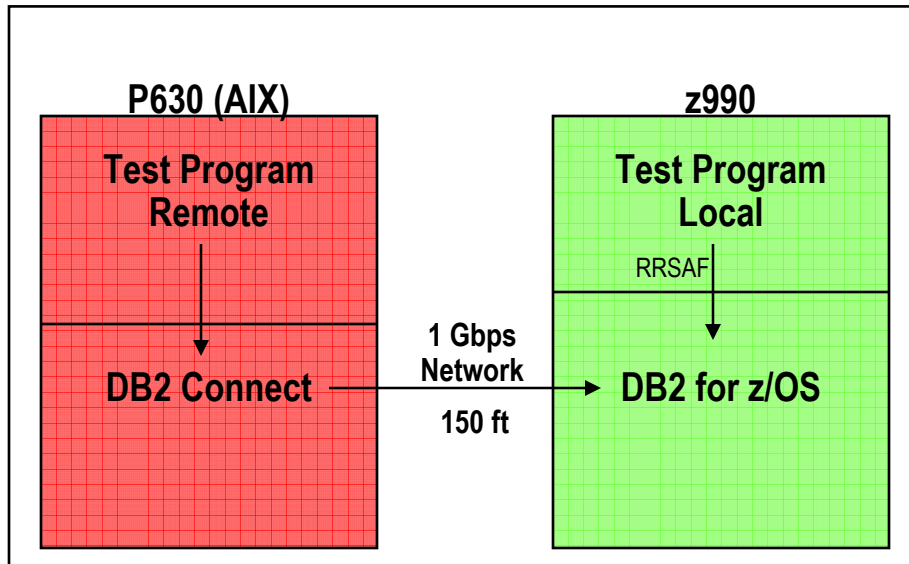 P630 (AIX)
Test Program
Remote
DB2 Connect
1 Gbps
Network
150 ft
z990
Test Program
Local
RRSAF
DB2 for z/OS